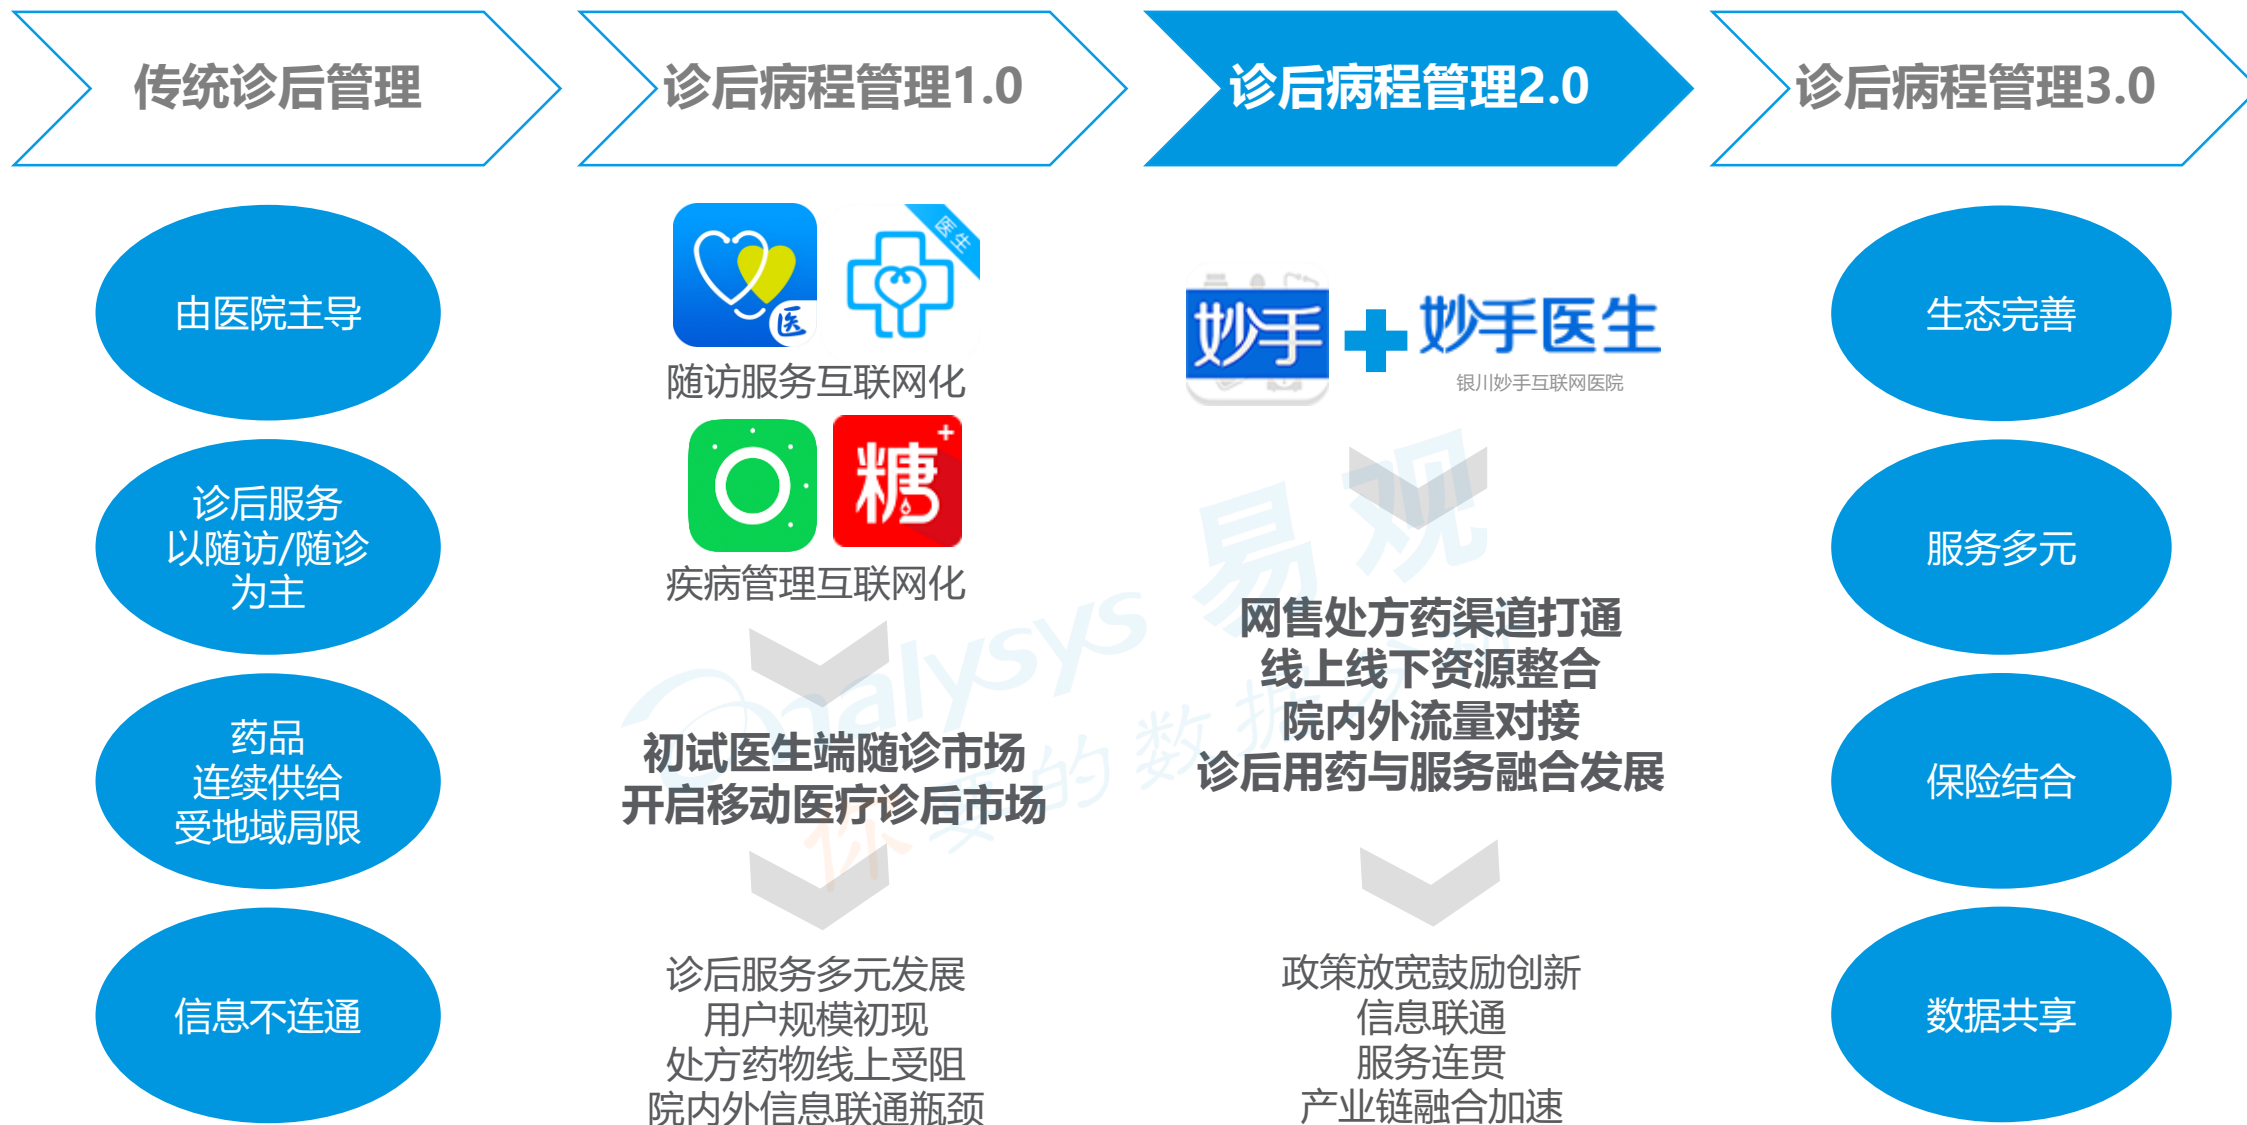 传统诊后管理
诊后病程管理1.0
诊后病程管理2.0
诊后病程管理3.0
由医院主导
诊后服务
以随访/随诊
为主
药品
连续供给
受地域局限
信息不连通
医
医生
随访服务互联网化
糖+
疾病管理互联网化
初试医生端随诊市场
开启移动医疗诊后市场
诊后服务多元发展
用户规模初现
处方药物线上受阻
院内外信息联通瓶颈
妙手
妙手医生
银川妙手互联网医院
网售处方药渠道打通
线上线下资源整合
院内外流量对接
诊后用药与服务融合发展
政策放宽鼓励创新
信息联通
服务连贯
产业链融合加速
生态完善
服务多元
保险结合
数据共享
analysys 易观
你要的数据分析